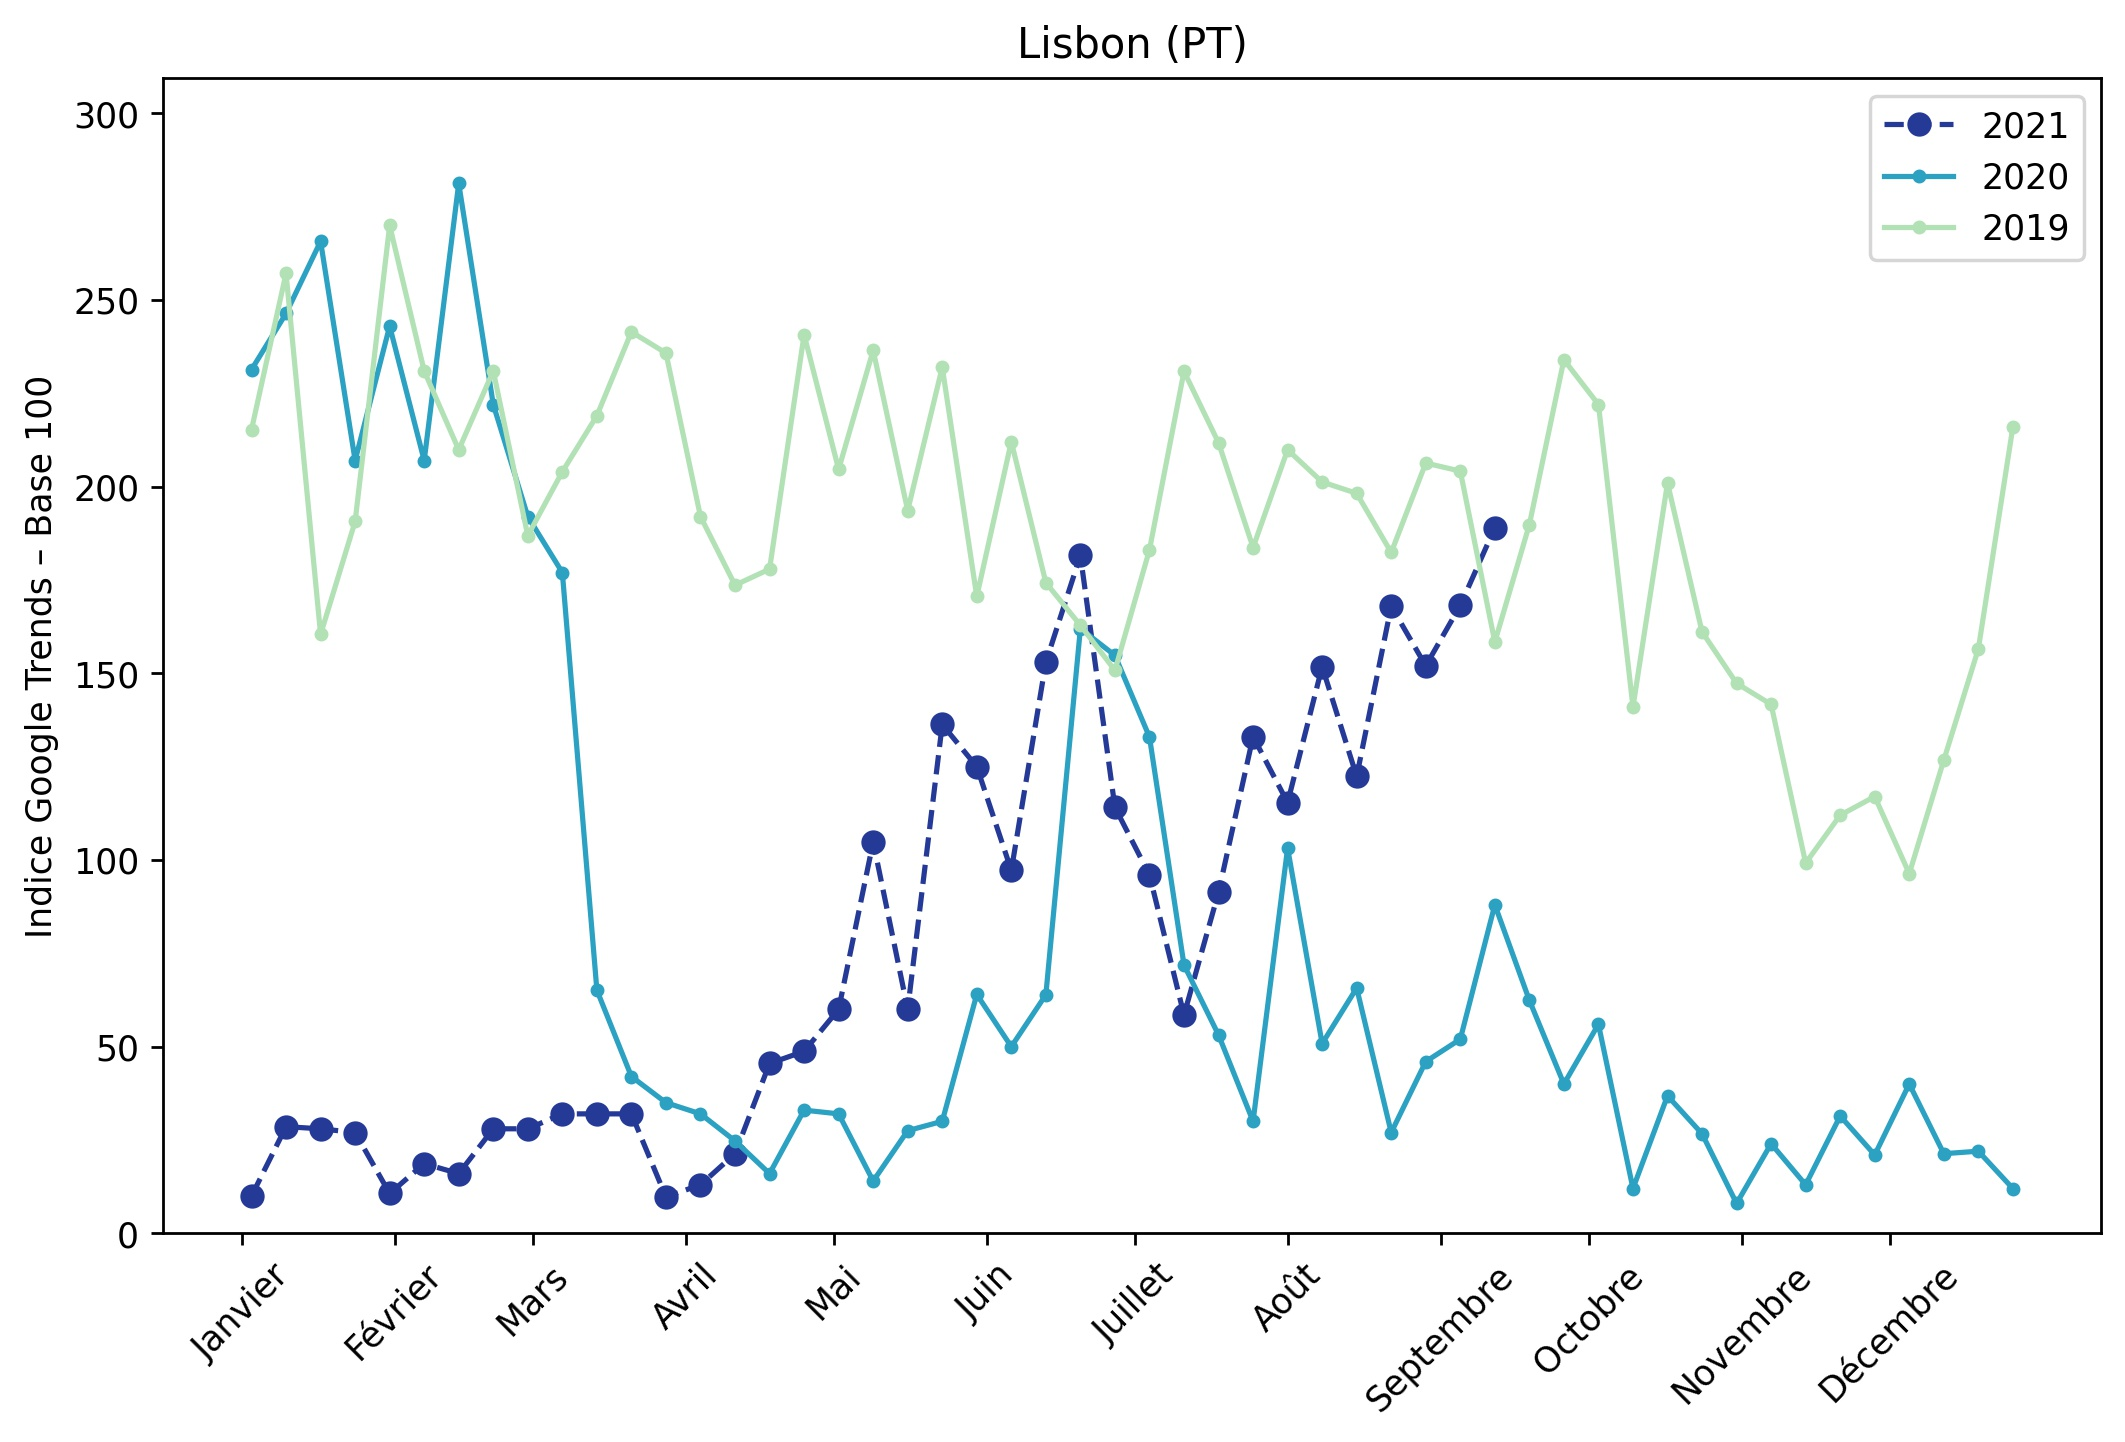 Lisbon (PT)
Indice Google Trends – Base 100
300
250
200
150
100
50
0
2021
2020
2019
Janvier
Février
Mars
Avril
Mai
Juin
Juillet
Août
Septembre
Octobre
Novembre
Décembre